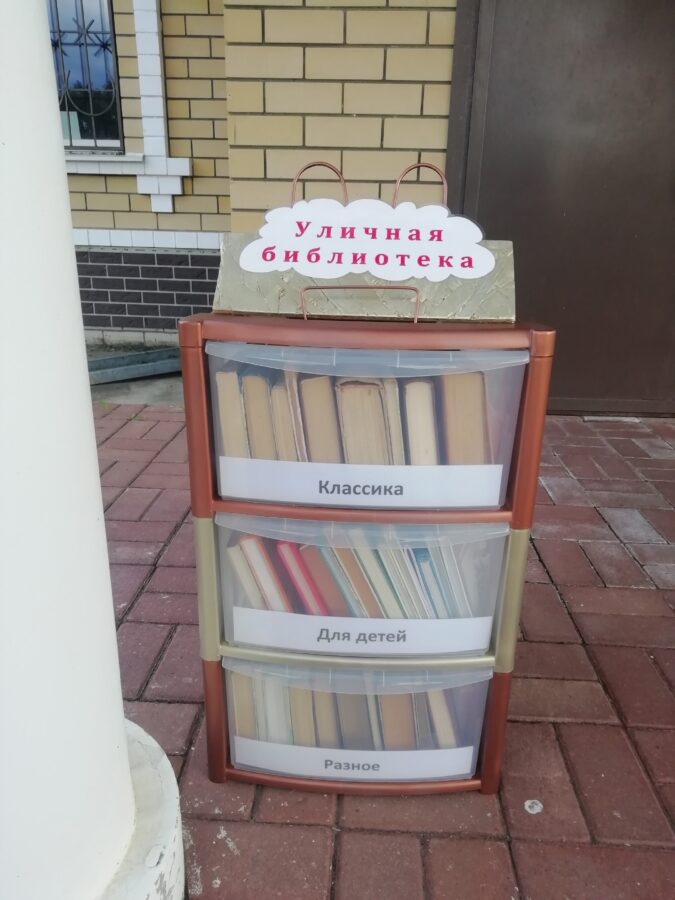 Уличная
библиотека
Классика
Для детей
Разное